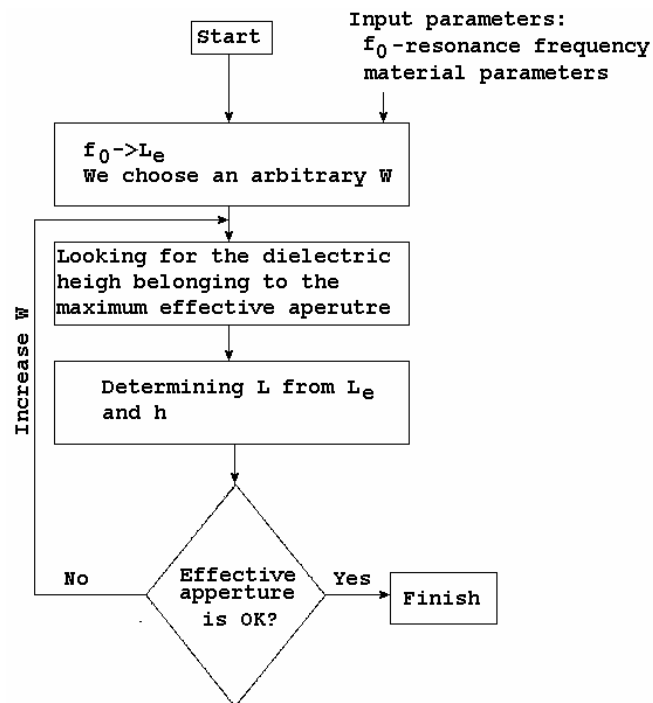 Start
Input parameters:
f0-resonance frequency
material parameters
f0->Le
We choose an arbitrary W
Looking for the dielectric
heigh belonging to the
maximum effective aperutre
Increase W
Determining L from Le
and h
Effective
apperture
is OK?
No
Yes
Finish